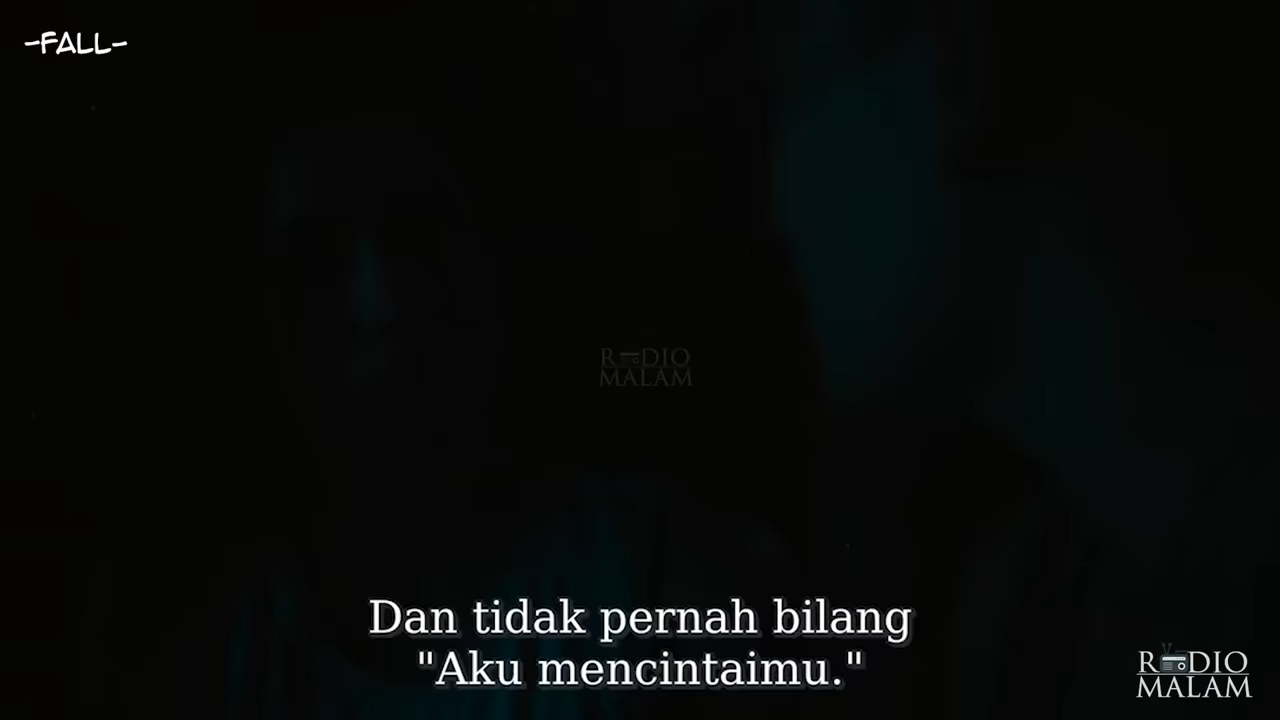 -FALL-
RADIO
MALAM
Dan tidak pernah bilang
"Aku mencintaimu."
RADIO
MALAM